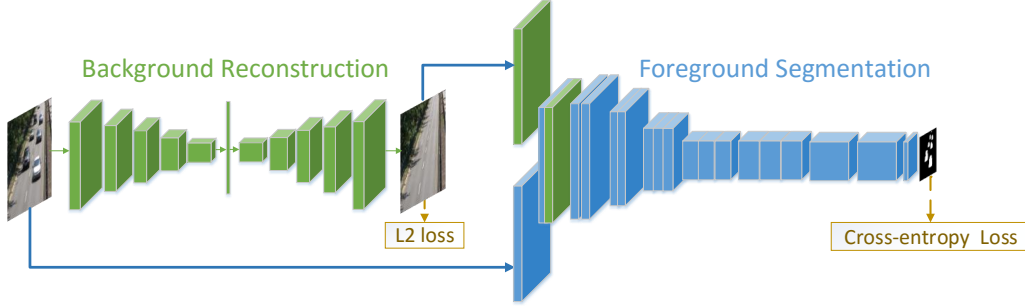 Background Reconstruction
Foreground Segmentation
L2 loss
Cross-entropy Loss